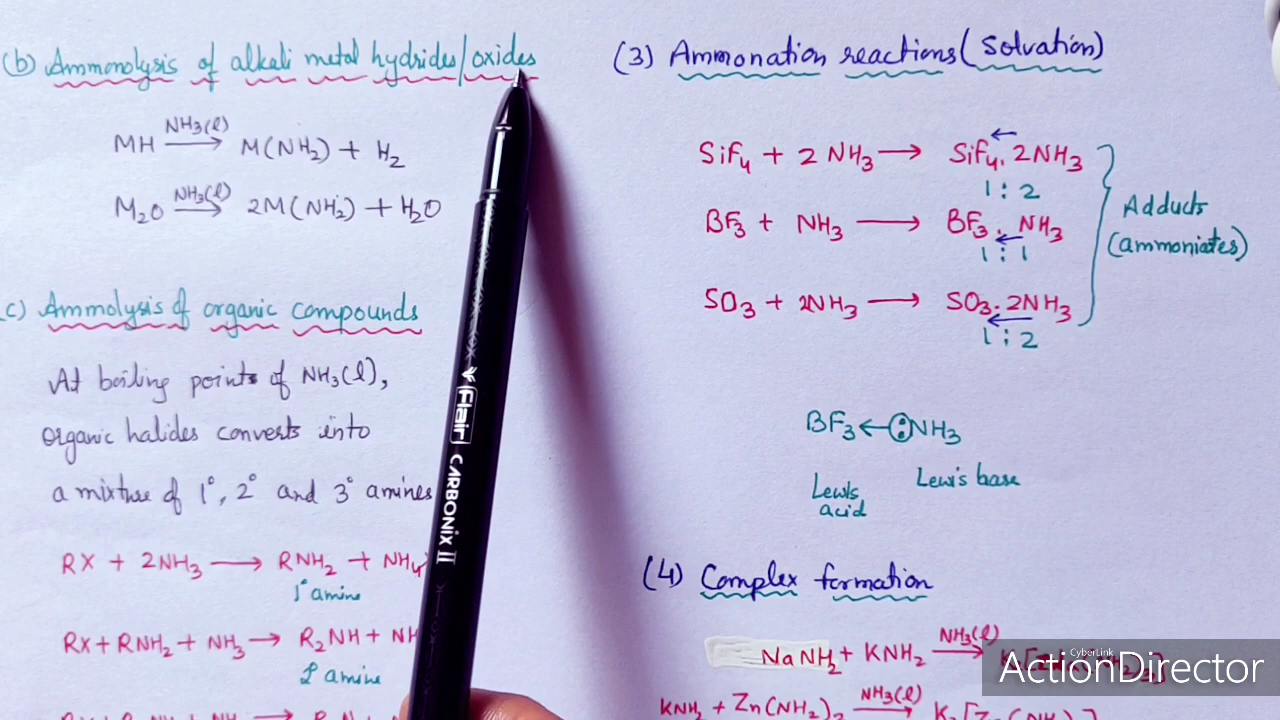 (b) Ammonolysis of alkali metal hydrides/oxides
MH NH3(l)⟶ M(NH2) + H2
M2O NH3(l)⟶ 2M(NH2) + H2O
c) Ammolysis of organic compounds
At boiling points of NH3(l),
Organic halides converts into
a mixture of 1°, 2° and 3° amines
RX + 2NH3 ⟶ RNH2 + NH4
1° amine
RX + RNH2 + NH3 ⟶ R2NH + NH
2° amine
(3) Ammonation reactions (Solvation)
SiF4 + 2NH3 ⟶ SiF4.2NH3
1:2
BF3 + NH3 ⟶ BF3.NH3
1:1
SO3 + 2NH3 ⟶ SO3.2NH3
1:2
Adducts
(ammoniates)
BF3 ← :NH3
Lewis acid
Lewis base
(4) Complex formation
NaNH2 + KNH2 NH3(l)⟶
KNH2 + Zn(NH2)2 NH3(l)⟶ K2[Zn(NH2)
Flair CARBONIX II
CyberLink
ActionDirector